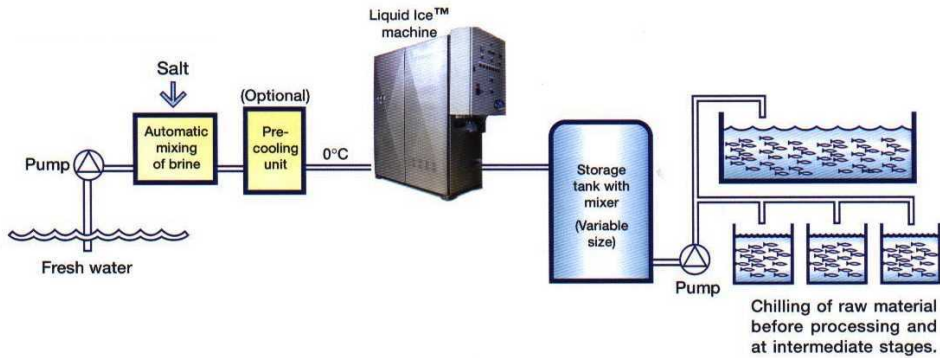 Liquid Ice™
machine
Salt
(Optional)
Automatic
mixing
of brine
Pre-
cooling
unit
0°C
Pump
Fresh water
Storage
tank with
mixer
(Variable
size)
Pump
Chilling of raw material
before processing and
at intermediate stages.